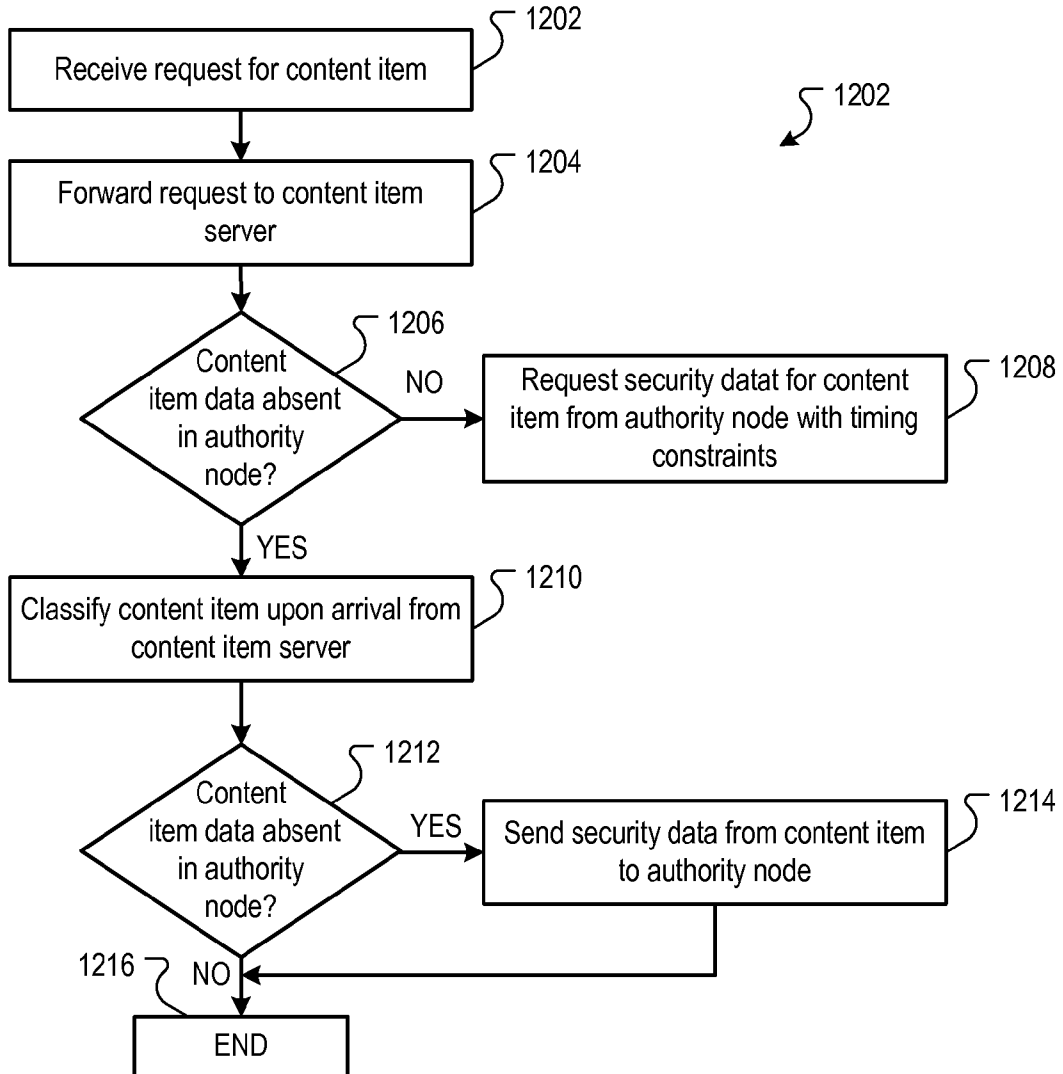 1202
Receive request for content item
1202
1204
Forward request to content item
server
1206
Content
item data absent
in authority
node?
NO
1208
Request security datat for content
item from authority node with timing
constraints
YES
1210
Classify content item upon arrival from
content item server
1212
Content
item data absent
in authority
node?
YES
1214
Send security data from content item
to authority node
1216
NO
END